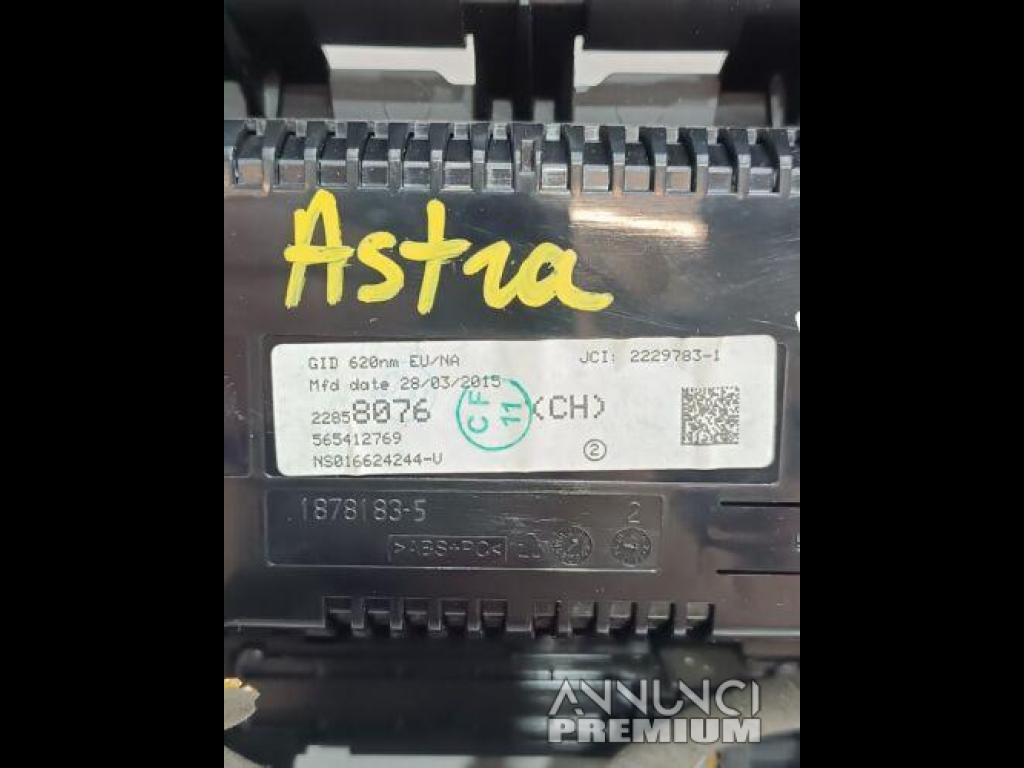 Astra
GID 620nm EU/NA JCI: 2229783-1
Mfd date 28/03/2015
22858076 (CH)
CF
11
565412769
2
NS016624244-V
1878183-5 2
>ABS+PC<
ANNUNCI
PREMIUM